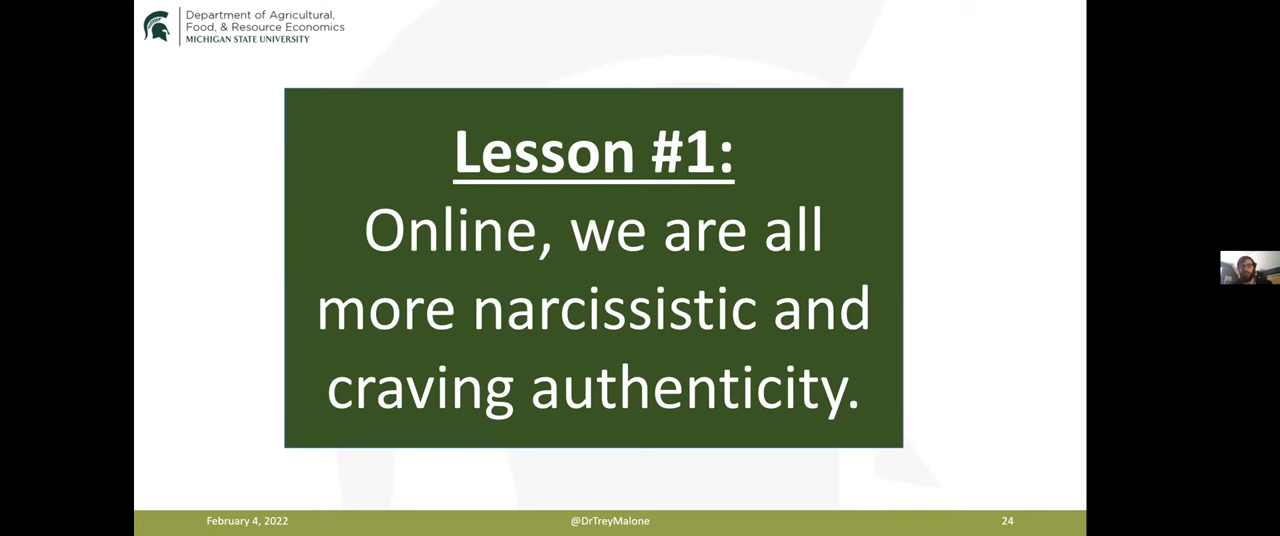 Department of Agricultural,
Food, & Resource Economics
MICHIGAN STATE UNIVERSITY
Lesson #1:
Online, we are all
more narcissistic and
craving authenticity.
February 4, 2022
@DrTreyMalone
24